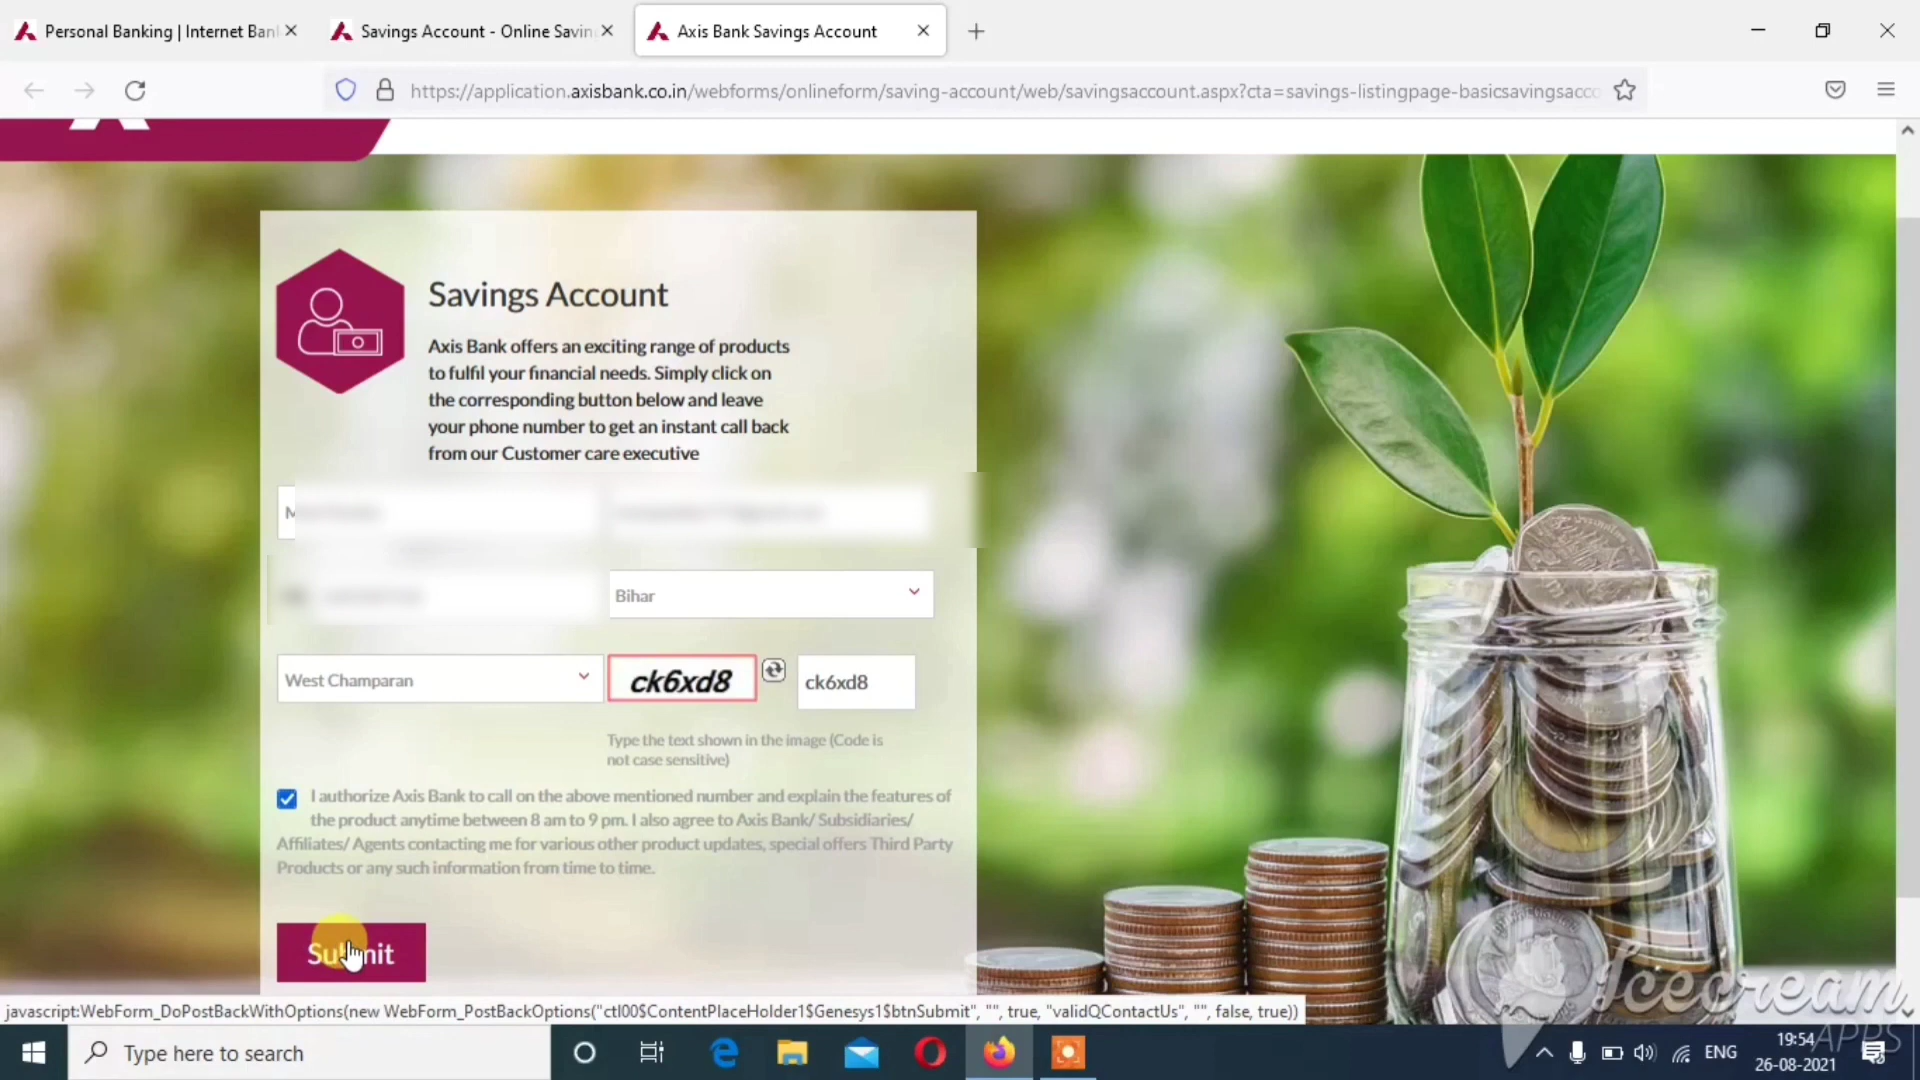 Personal Banking | Internet Ban
Savings Account - Online Savin
Axis Bank Savings Account
https://application.axisbank.co.in/webforms/onlineform/saving-account/web/savingsaccount.aspx?cta=savings-listingpage-basicsavingsacco
Savings Account
Axis Bank offers an exciting range of products
to fulfil your financial needs. Simply click on
the corresponding button below and leave
your phone number to get an instant call back
from our Customer care executive
Bihar
West Champaran
ck6xd8
ck6xd8
Type the text shown in the image (Code is
not case sensitive)
I authorize Axis Bank to call on the above mentioned number and explain the features of
the product anytime between 8 am to 9 pm. I also agree to Axis Bank/ Subsidiaries/
Affiliates/ Agents contacting me for various other product updates, special offers Third Party
Products or any such information from time to time.
Submit
javascript:WebForm_DoPostBackWithOptions(new WebForm_PostBackOptions("ctl00$ContentPlaceHolder1$Genesys1$btnSubmit", "", true, "validQContactUs", "", false, true))
Icecream
APPS
Type here to search
ENG
19:54
26-08-2021